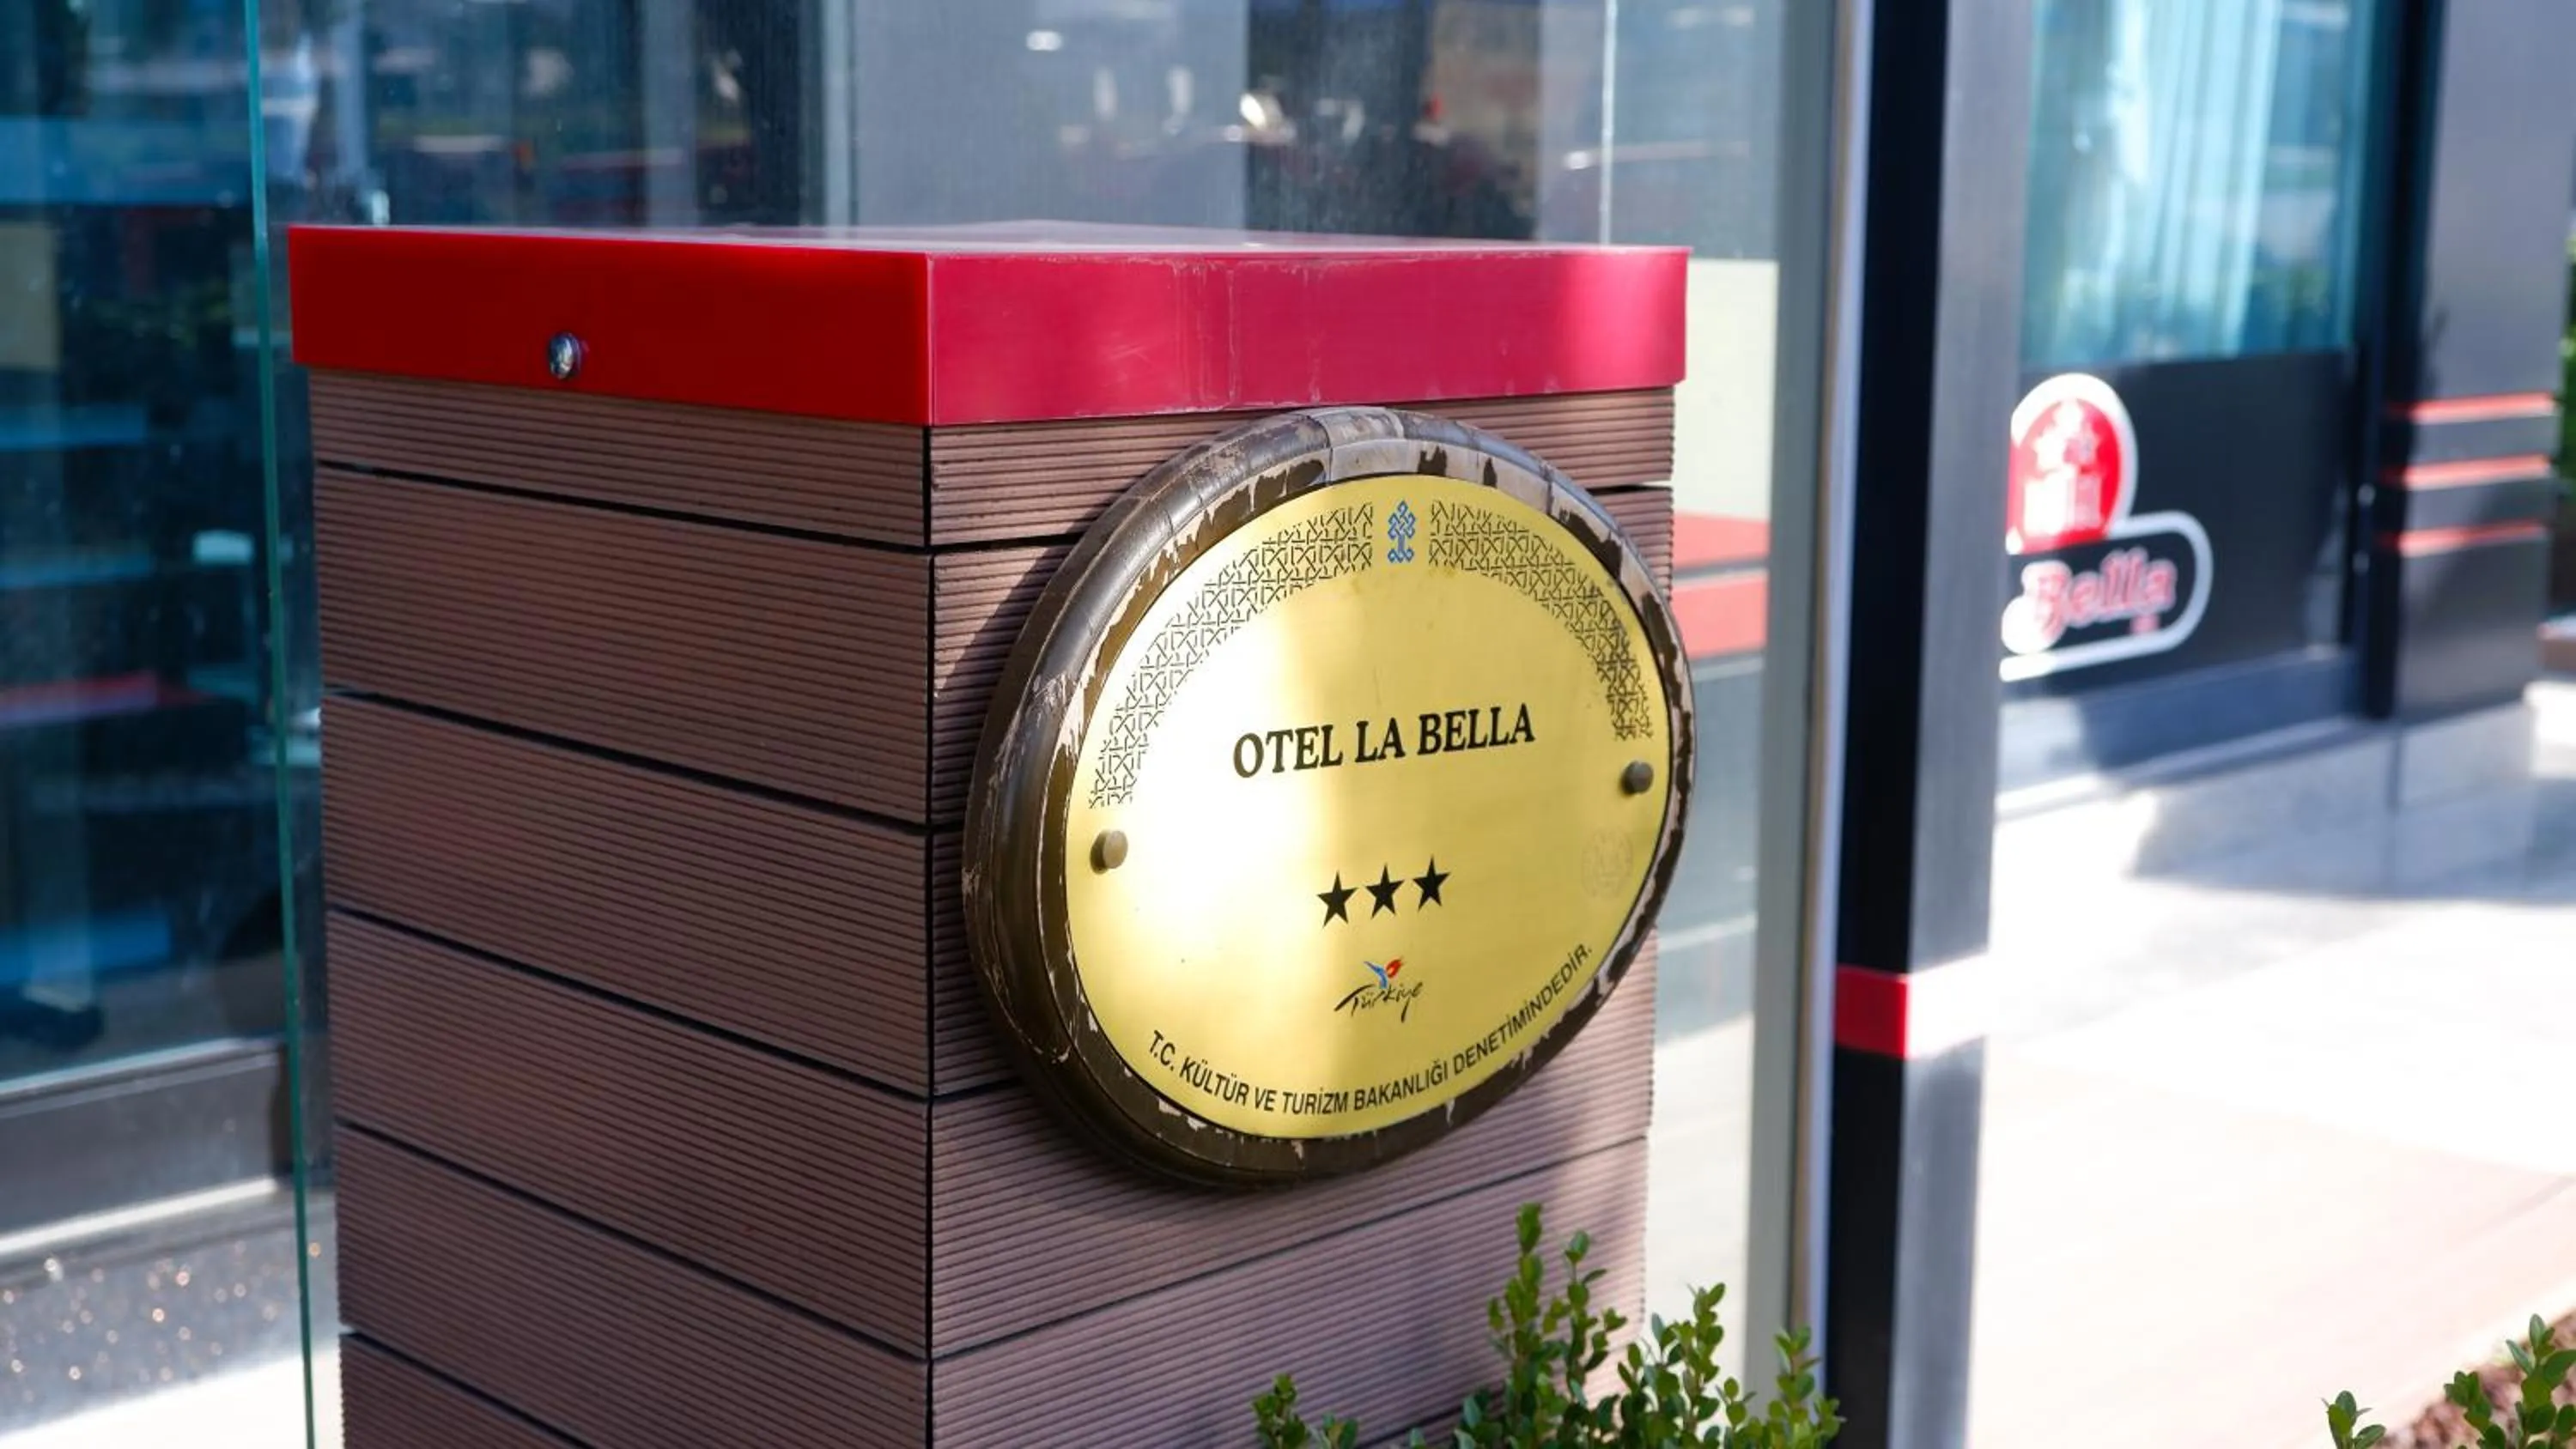 OTEL LA BELLA
Türkiye
T.C. KÜLTÜR VE TURİZM BAKANLIĞI DENETİMİNDEDİR.
Bella